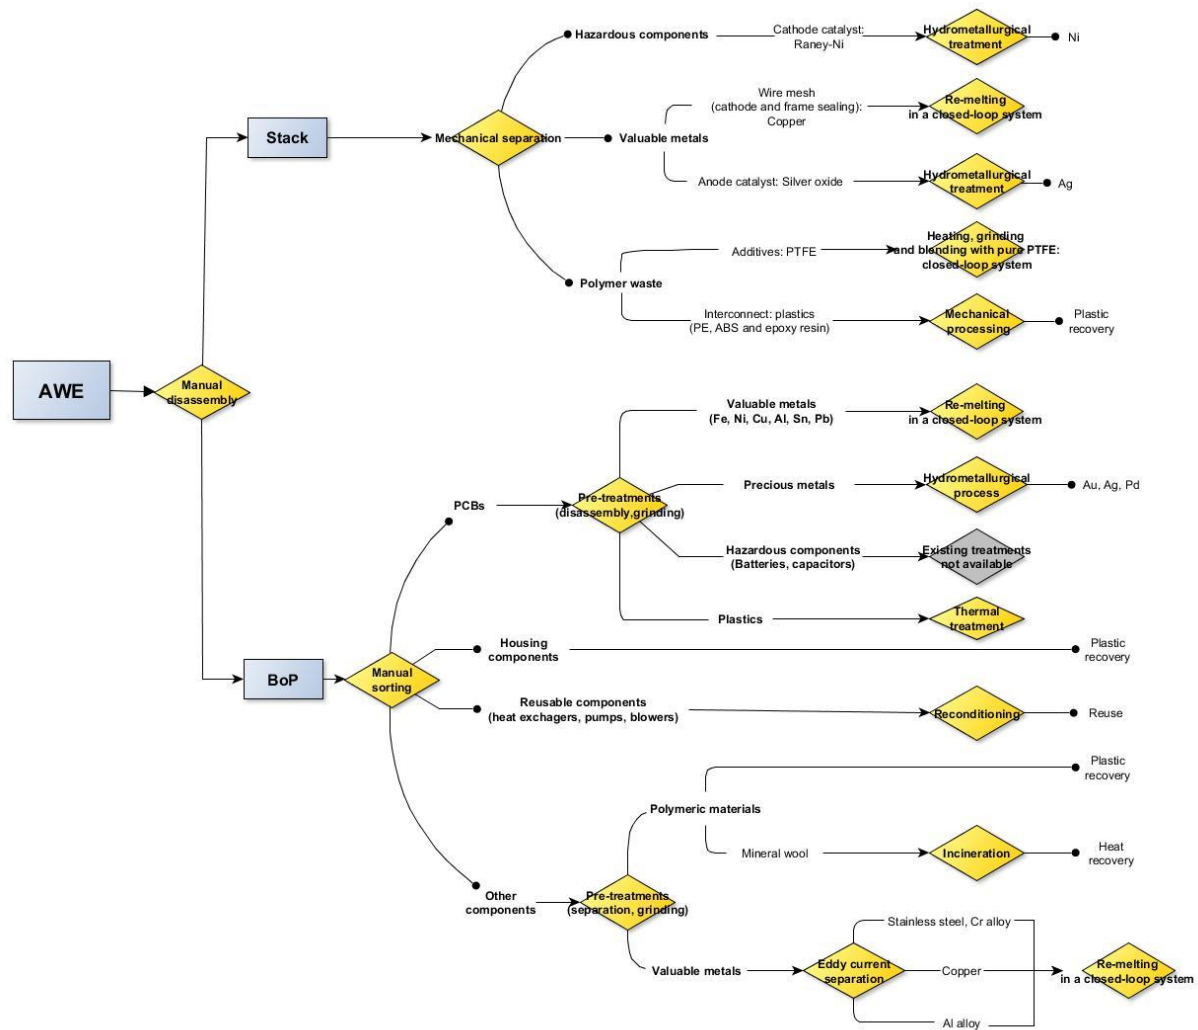 Hazardous components
Cathode catalyst:
Raney-Ni
Hydrometallurgical
treatment
Ni
Wire mesh
(cathode and frame sealing):
Copper
Re-melting
in a closed-loop system
Stack
Mechanical separation
Valuable metals
Anode catalyst: Silver oxide
Hydrometallurgical
treatment
Ag
Additives: PTFE
Heating, grinding
and blending with pure PTFE:
closed-loop system
Polymer waste
Interconnect: plastics
(PE, ABS and epoxy resin)
Mechanical
processing
Plastic
recovery
AWE
Manual
disassembly
Valuable metals
(Fe, Ni, Cu, Al, Sn, Pb)
Re-melting
in a closed-loop system
Precious metals
Hydrometallurgical
process
Au, Ag, Pd
PCBs
Pre-treatments
(disassembly,grinding)
Hazardous components
(Batteries, capacitors)
Existing treatments
not available
Plastics
Thermal
treatment
Housing
components
Plastic
recovery
BoP
Manual
sorting
Reusable components
(heat exchagers, pumps, blowers)
Reconditioning
Reuse
Plastic
recovery
Polymeric materials
Mineral wool
Incineration
Heat
recovery
Other
components
Pre-treatments
(separation, grinding)
Stainless steel, Cr alloy
Valuable metals
Eddy current
separation
Copper
Re-melting
in a closed-loop system
Al alloy